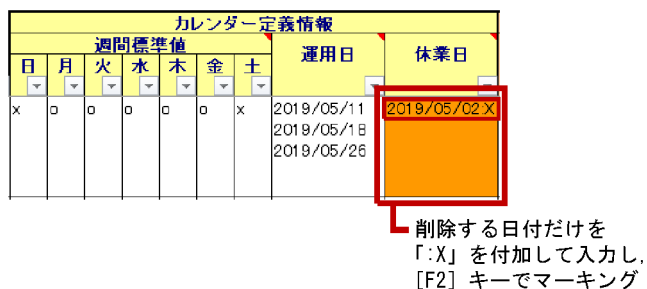 カレンダー定義情報
週間標準値
運用日
休業日
日 月 火 水 木 金 土
x o o o o o x 2019/05/11 2019/05/02:X
2019/05/18
2019/05/26
削除する日付だけを
「:X」を付加して入力し,
[F2] キーでマーキング